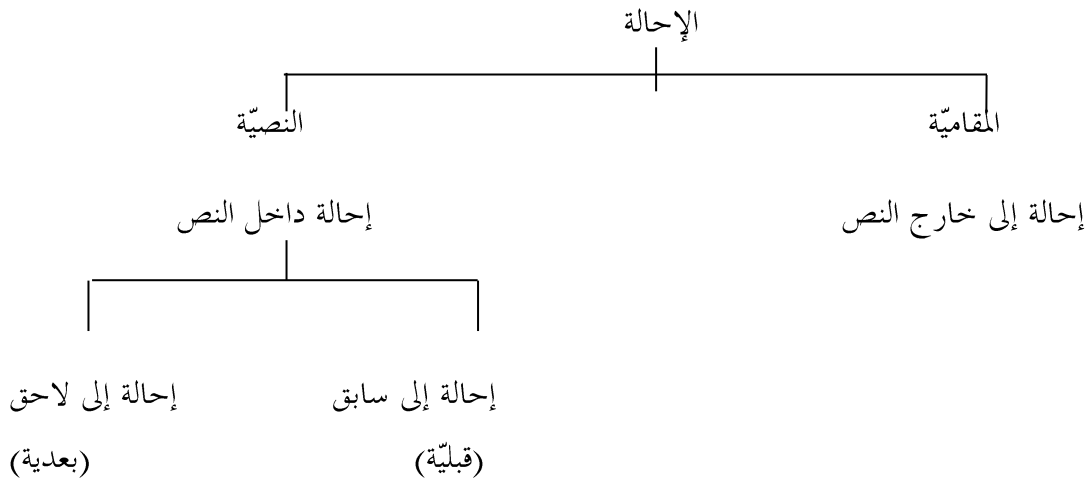 الإحالة
المقاميّة
النصيّة
إحالة إلى خارج النص
إحالة داخل النص
إحالة إلى سابق
إحالة إلى لاحق
(قبليّة)
(بعدية)